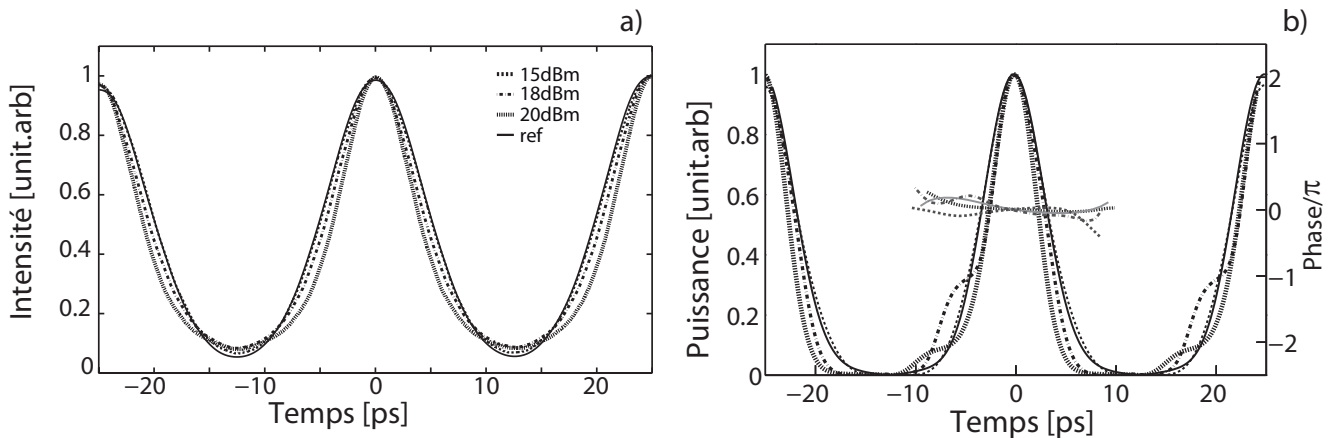 a)
Intensité [unit.arb]
1
0.8
0.6
0.4
0.2
0
15dBm
18dBm
20dBm
ref
−20 −10 0 10 20
Temps [ps]
b)
Puissance [unit.arb]
1
0.8
0.6
0.4
0.2
0
2
1
0
−1
−2
Phase/π
−20 −10 0 10 20
Temps [ps]